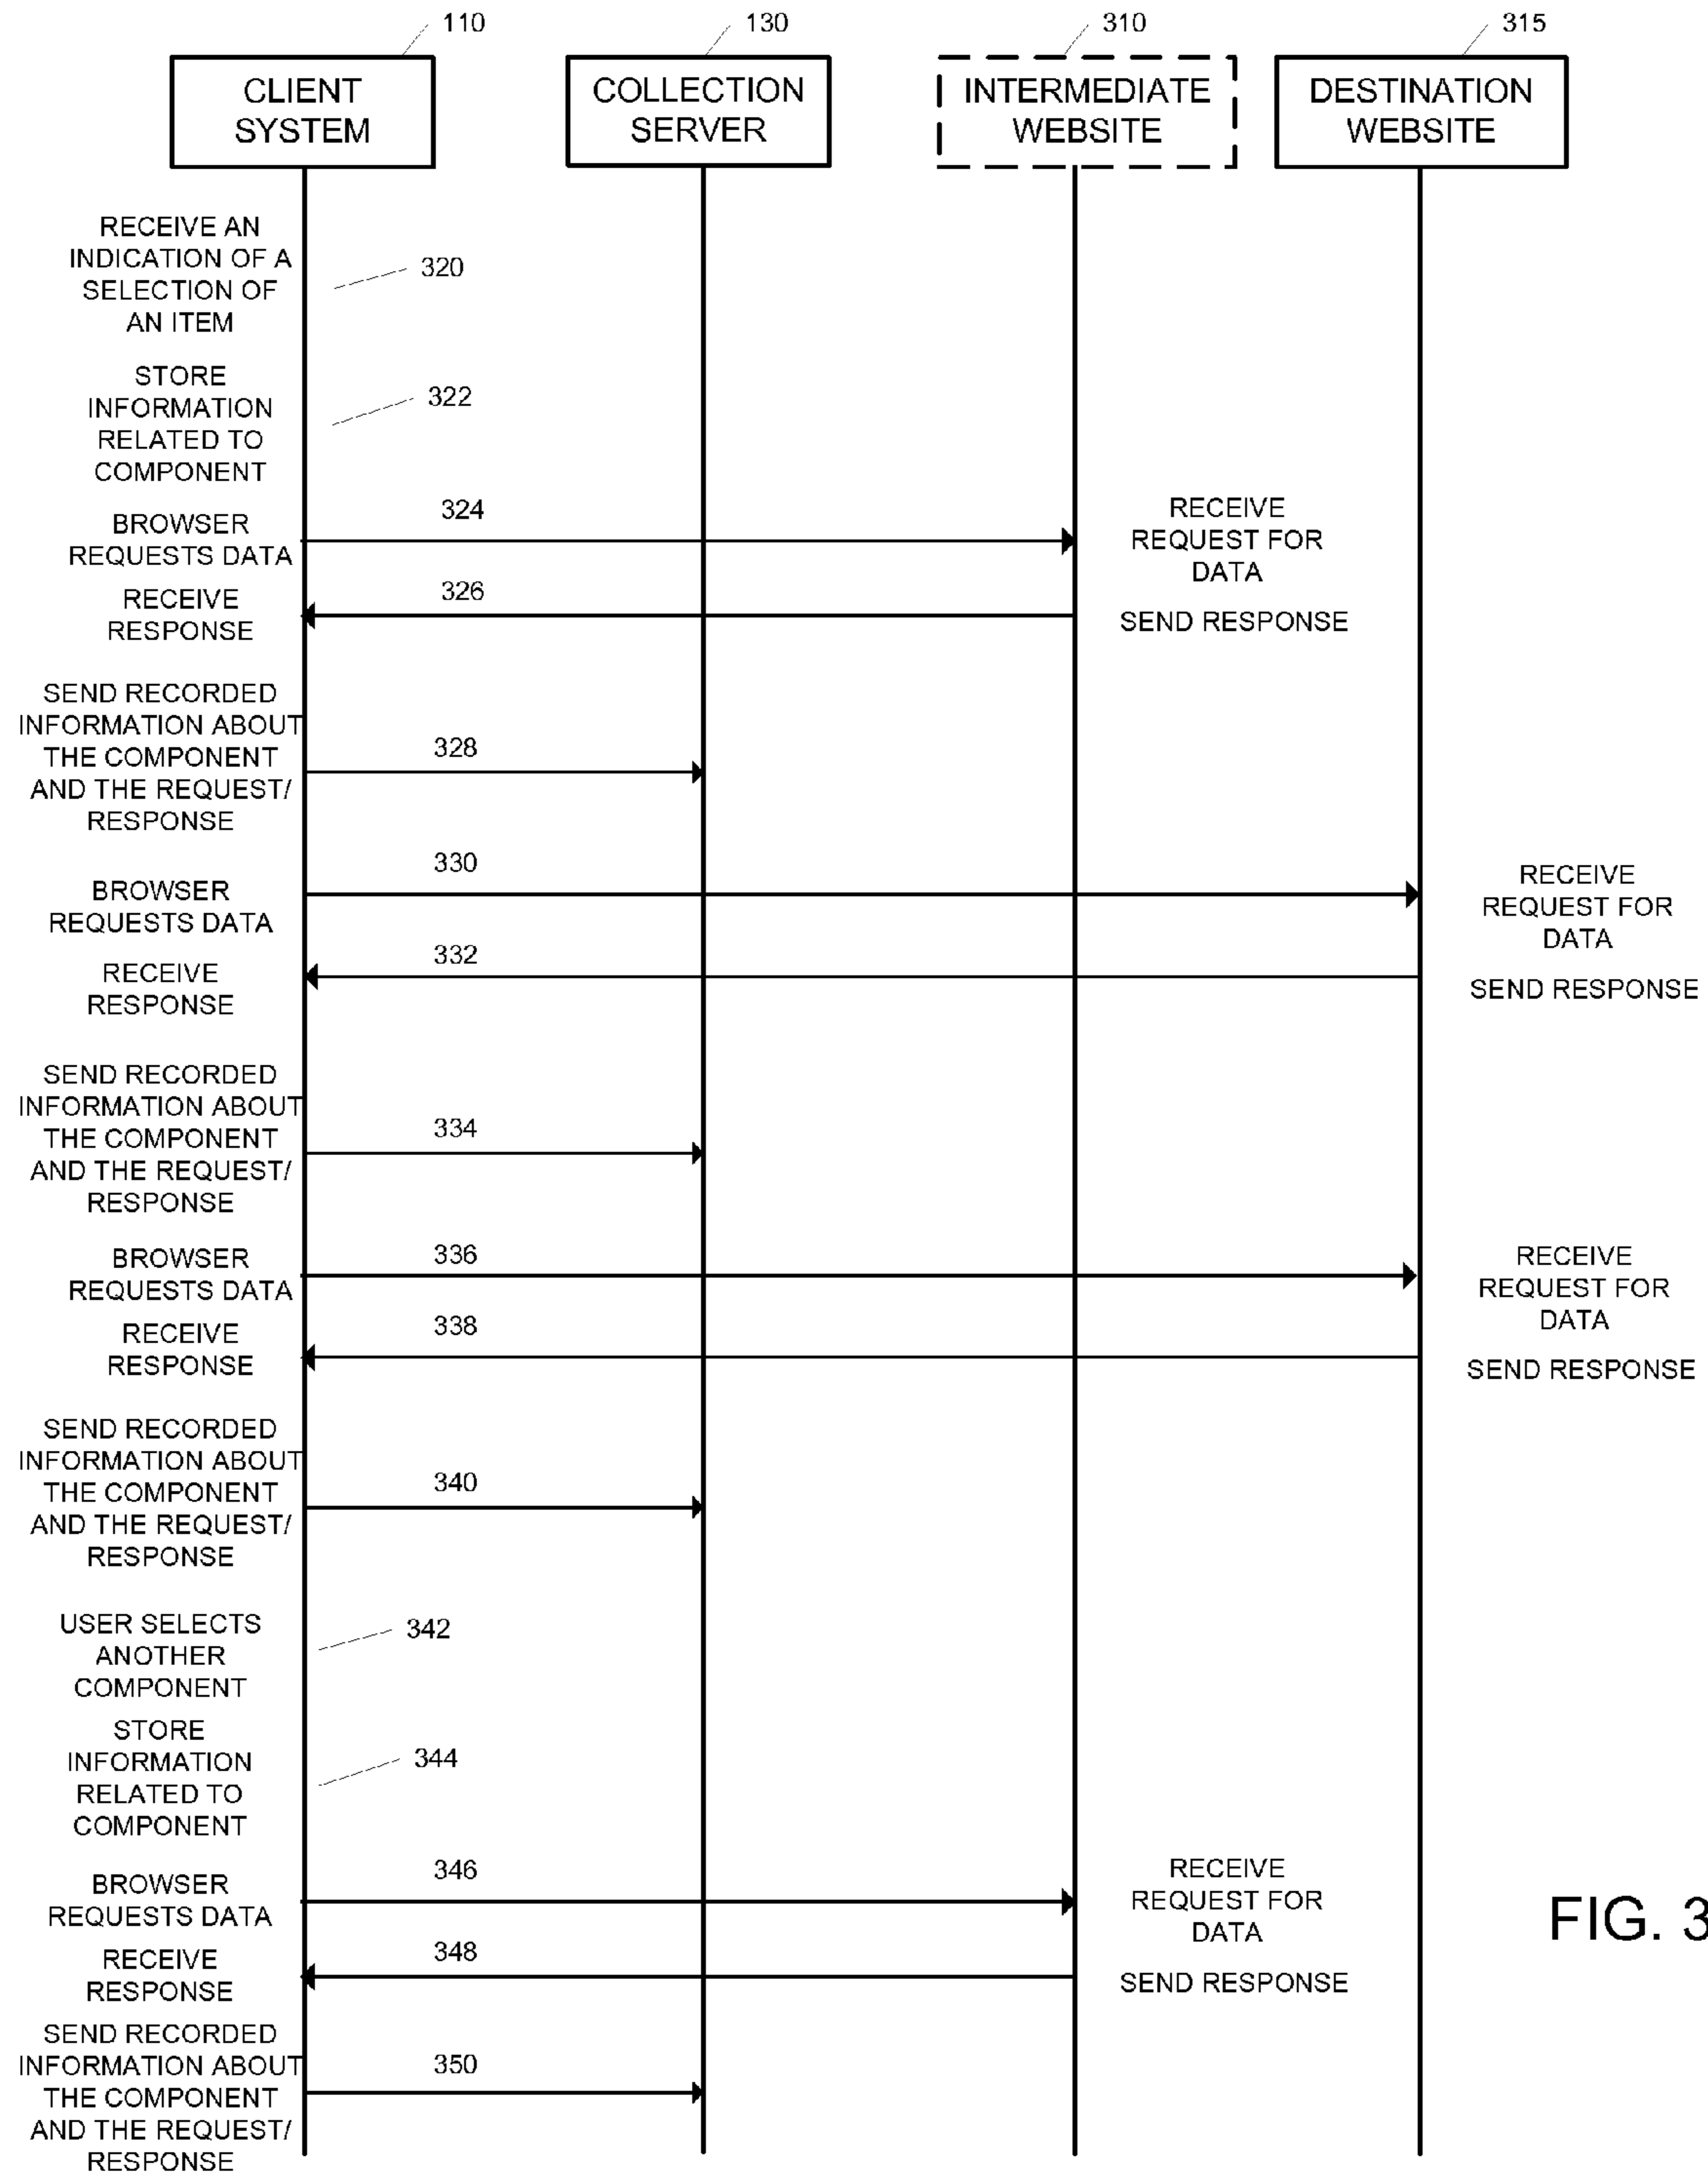 110
130
310
315
CLIENT
SYSTEM
COLLECTION
SERVER
INTERMEDIATE
WEBSITE
DESTINATION
WEBSITE
RECEIVE AN
INDICATION OF A
SELECTION OF
AN ITEM
320
STORE
INFORMATION
RELATED TO
COMPONENT
322
BROWSER
REQUESTS DATA
324
RECEIVE
REQUEST FOR
DATA
RECEIVE
RESPONSE
326
SEND RESPONSE
SEND RECORDED
INFORMATION ABOUT
THE COMPONENT
AND THE REQUEST/
RESPONSE
328
BROWSER
REQUESTS DATA
330
RECEIVE
REQUEST FOR
DATA
RECEIVE
RESPONSE
332
SEND RESPONSE
SEND RECORDED
INFORMATION ABOUT
THE COMPONENT
AND THE REQUEST/
RESPONSE
334
BROWSER
REQUESTS DATA
336
RECEIVE
REQUEST FOR
DATA
RECEIVE
RESPONSE
338
SEND RESPONSE
SEND RECORDED
INFORMATION ABOUT
THE COMPONENT
AND THE REQUEST/
RESPONSE
340
USER SELECTS
ANOTHER
COMPONENT
342
STORE
INFORMATION
RELATED TO
COMPONENT
344
BROWSER
REQUESTS DATA
346
RECEIVE
REQUEST FOR
DATA
RECEIVE
RESPONSE
348
SEND RESPONSE
SEND RECORDED
INFORMATION ABOUT
THE COMPONENT
AND THE REQUEST/
RESPONSE
350
FIG. 3